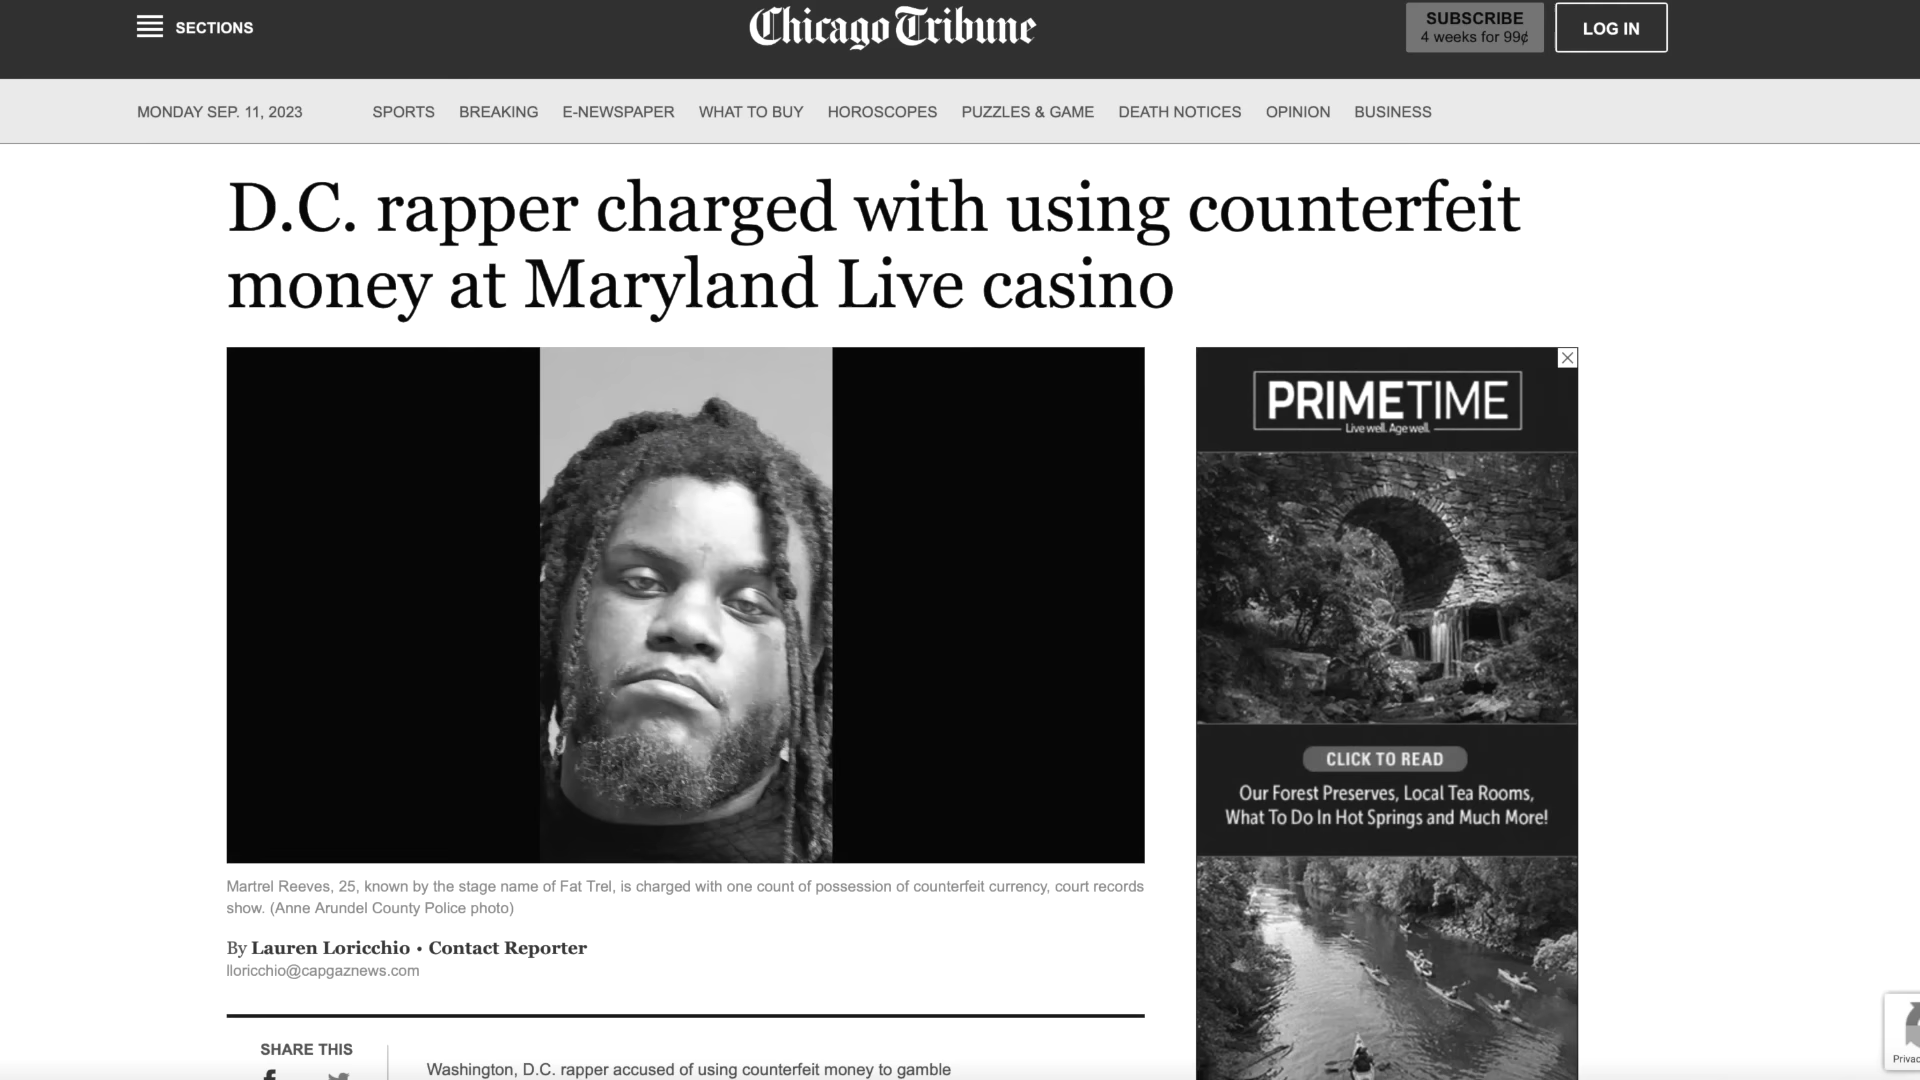 SECTIONS
Chicago Tribune
SUBSCRIBE
4 weeks for 99¢
LOG IN
MONDAY SEP. 11, 2023
SPORTS
BREAKING
E-NEWSPAPER
WHAT TO BUY
HOROSCOPES
PUZZLES & GAME
DEATH NOTICES
OPINION
BUSINESS
D.C. rapper charged with using counterfeit
money at Maryland Live casino
Martrel Reeves, 25, known by the stage name of Fat Trel, is charged with one count of possession of counterfeit currency, court records
show. (Anne Arundel County Police photo)
By Lauren Loricchio • Contact Reporter
lloricchio@capgaznews.com
SHARE THIS
Washington, D.C. rapper accused of using counterfeit money to gamble
PRIMETIME
Live well. Age well.
CLICK TO READ
Our Forest Preserves, Local Tea Rooms,
What To Do In Hot Springs and Much More!